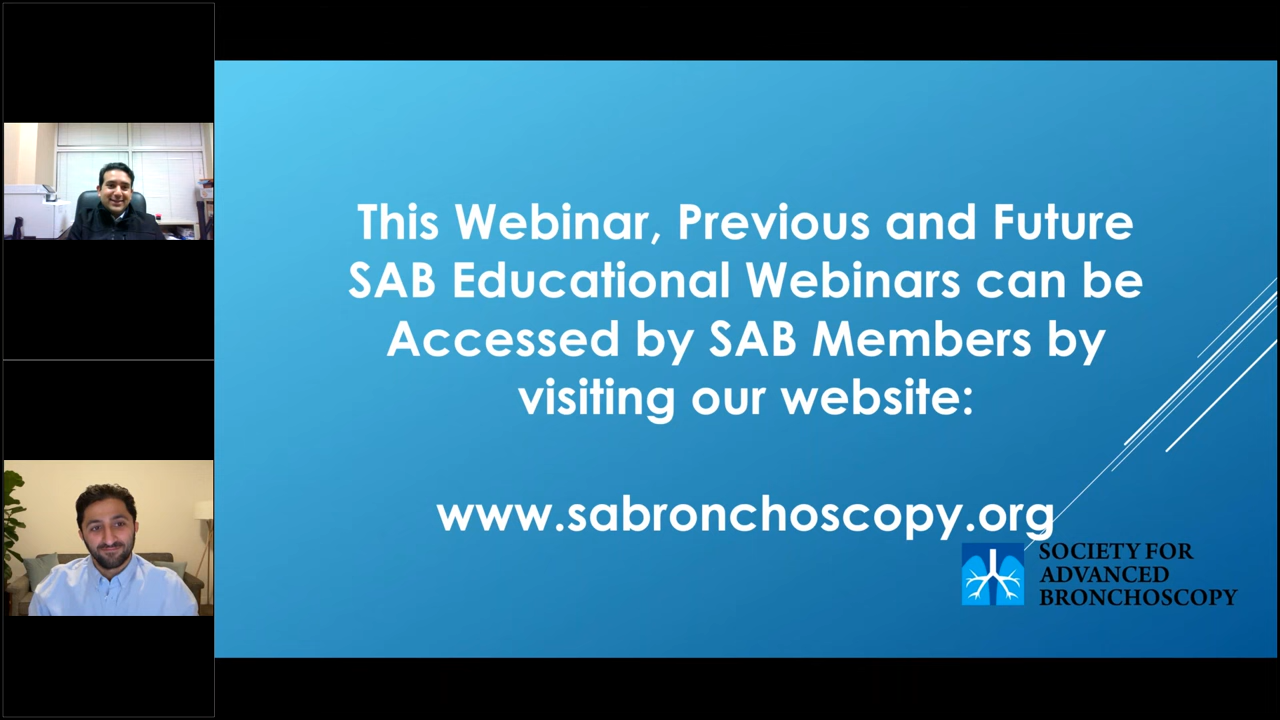 This Webinar, Previous and Future
SAB Educational Webinars can be
Accessed by SAB Members by
visiting our website:
www.sabronchoscopy.org
SOCIETY FOR
ADVANCED
BRONCHOSCOPY